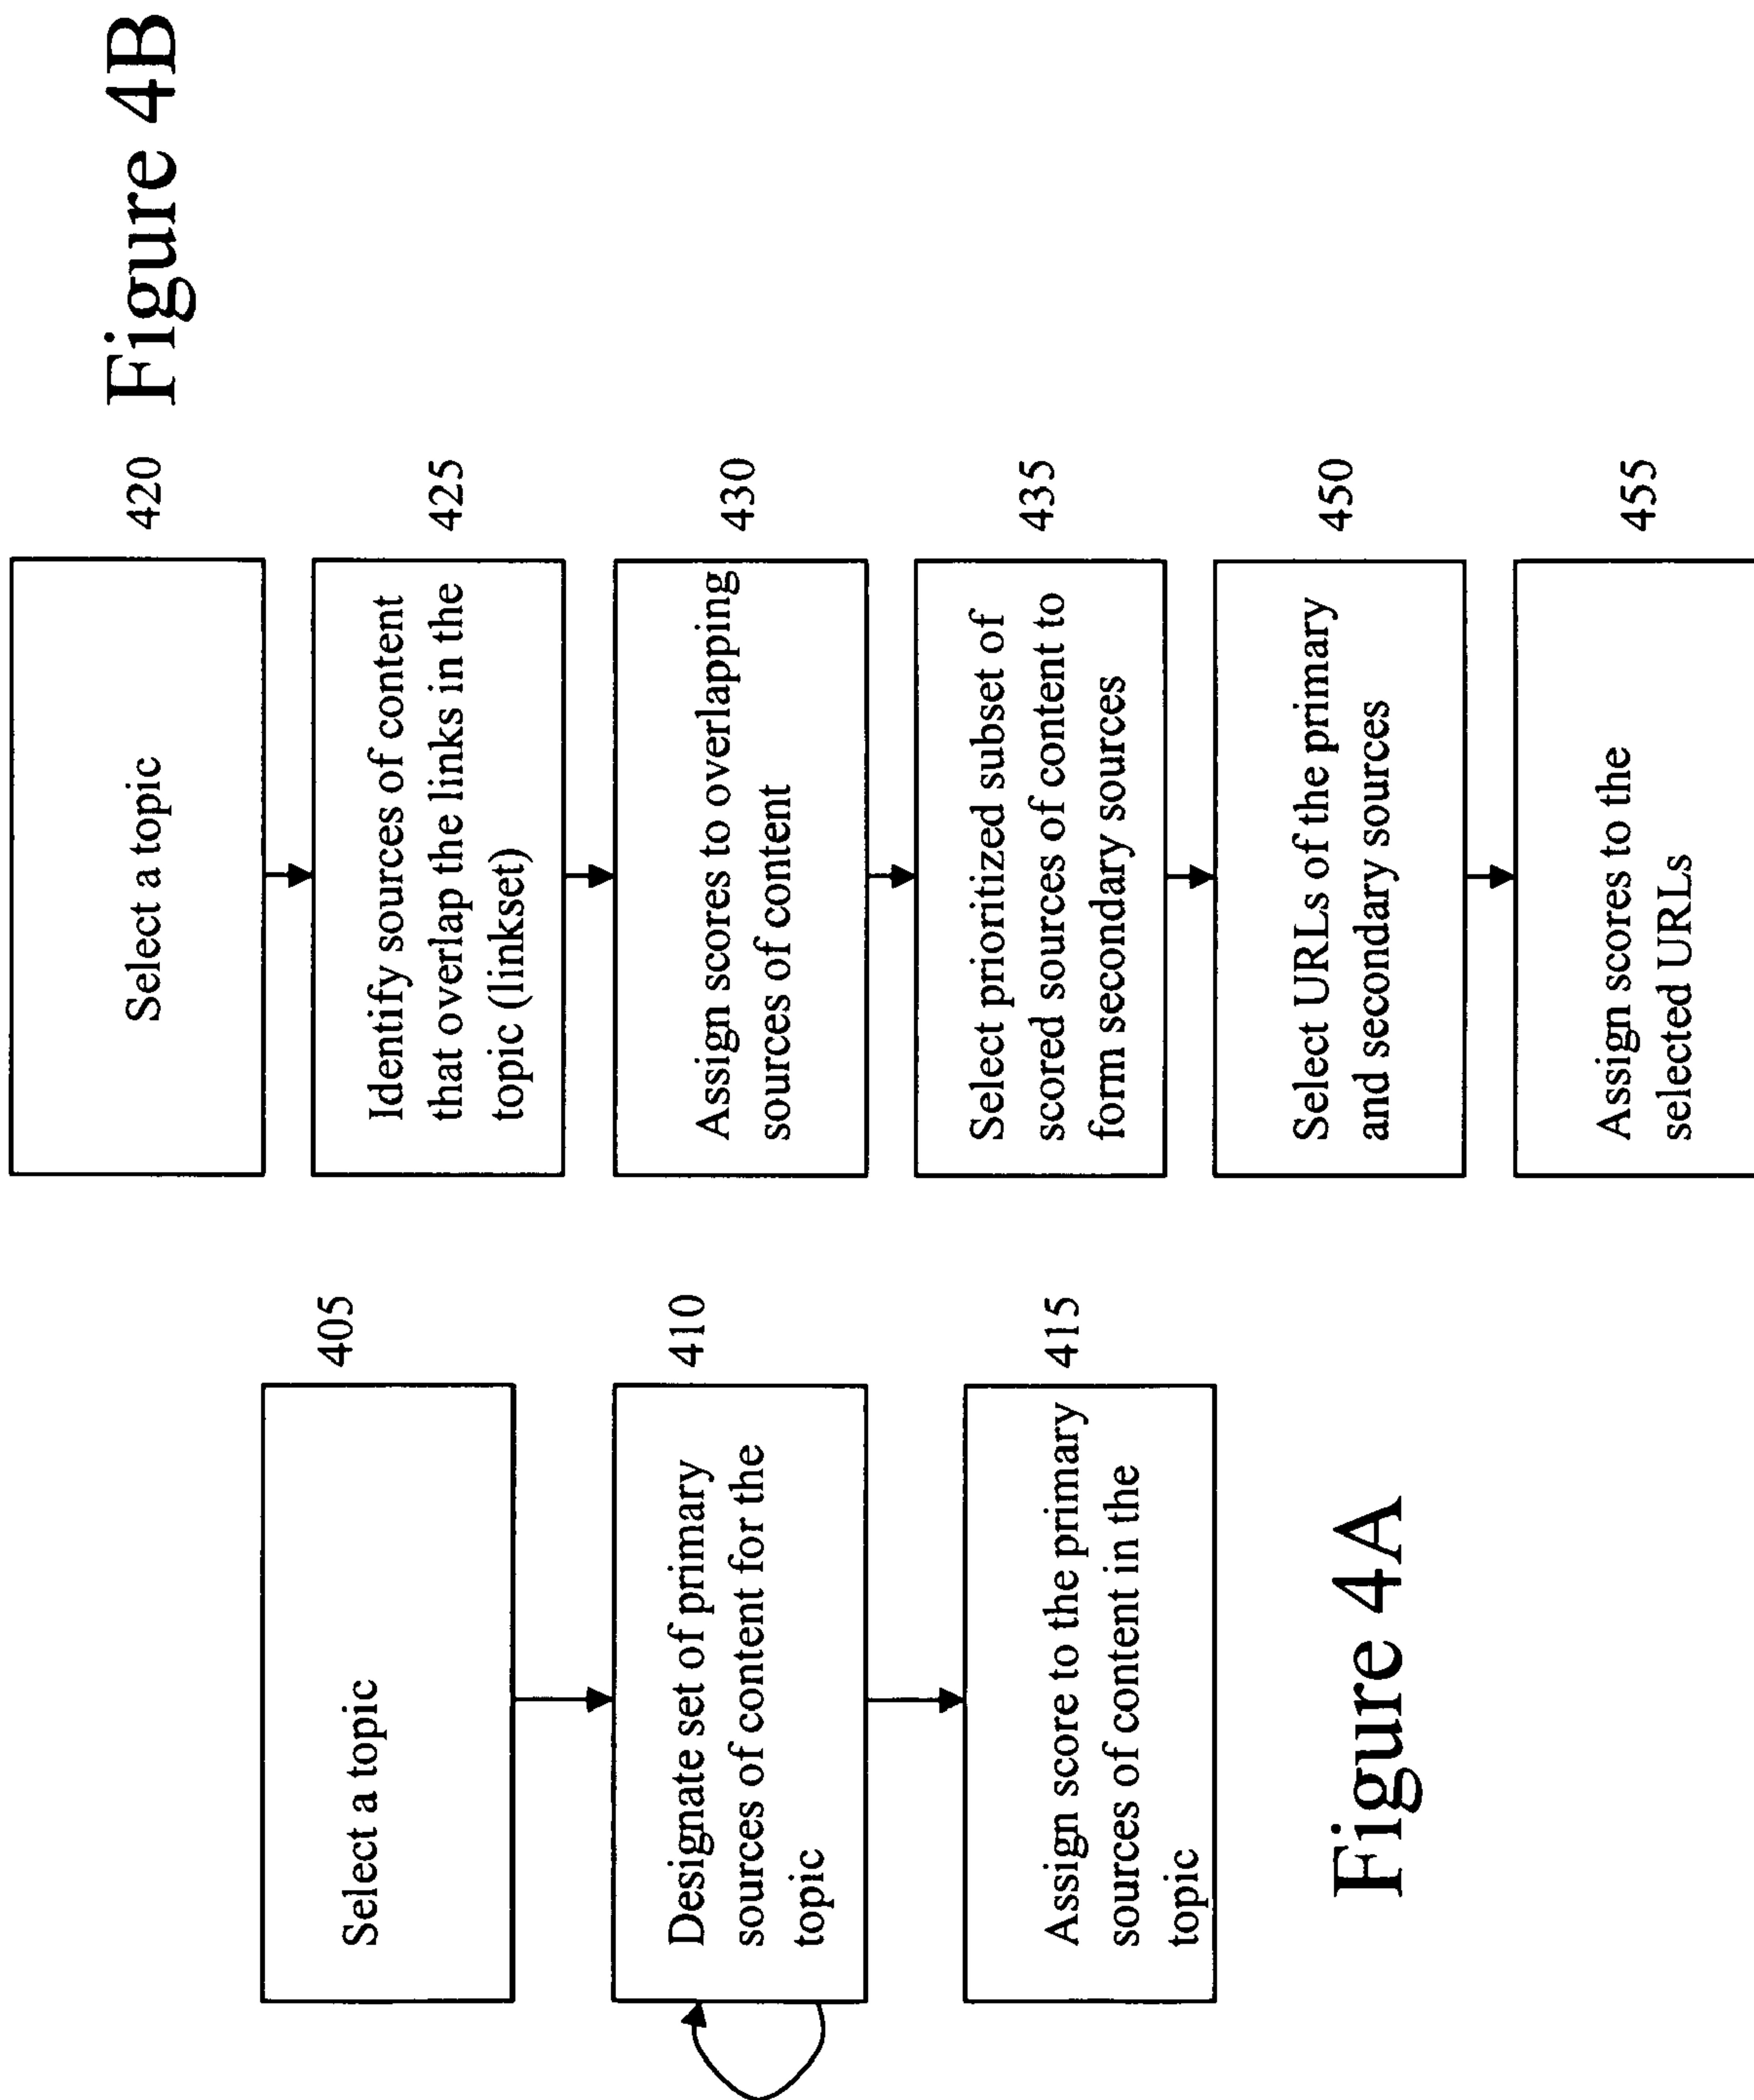 405
Select a topic
410
Designate set of primary
sources of content for the
topic
415
Assign score to the primary
sources of content in the
topic
Figure 4A
Figure 4B
420
Select a topic
425
Identify sources of content
that overlap the links in the
topic (linkset)
430
Assign scores to overlapping
sources of content
435
Select prioritized subset of
scored sources of content to
form secondary sources
450
Select URLs of the primary
and secondary sources
455
Assign scores to the
selected URLs